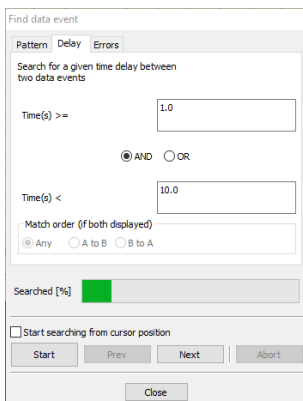 Find data event
Pattern Delay Errors
Search for a given time delay between
two data events
Time(s) >=
1.0
AND OR
Time(s) <
10.0
Match order (if both displayed)
Any A to B B to A
Searched [%]
Start searching from cursor position
Start Prev Next Abort
Close